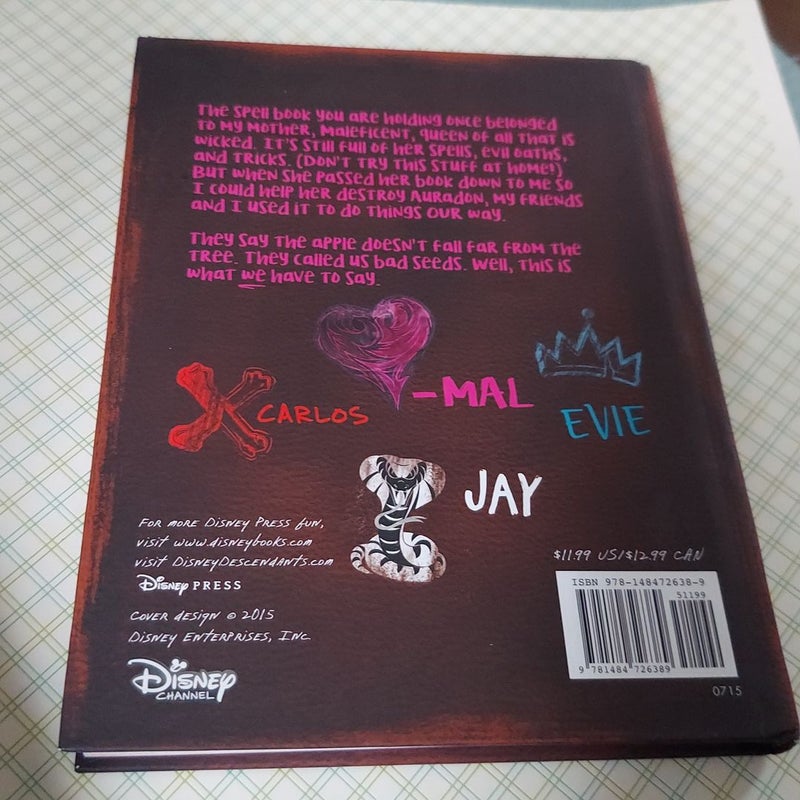 The spell book you are holding once belonged
to my mother, Maleficent, queen of all that is
wicked. It's still full of her spells, evil oaths,
and tricks. (Don't try this stuff at home!)
But when she passed her book down to me so
I could help her destroy Auradon, my friends
and I used it to do things our way.
They say the apple doesn't fall far from the
tree. They called us bad seeds. Well, this is
what we have to say.
-MAL
CARLOS
EVIE
JAY
For more Disney Press fun,
visit www.disneybooks.com
visit DisneyDescendants.com
Disney PRESS
Cover design © 2015
Disney Enterprises, Inc.
Disney
CHANNEL
$11.99 US/$12.99 CAN
ISBN 978-148472638-9
51199
9 781484 726389
0715